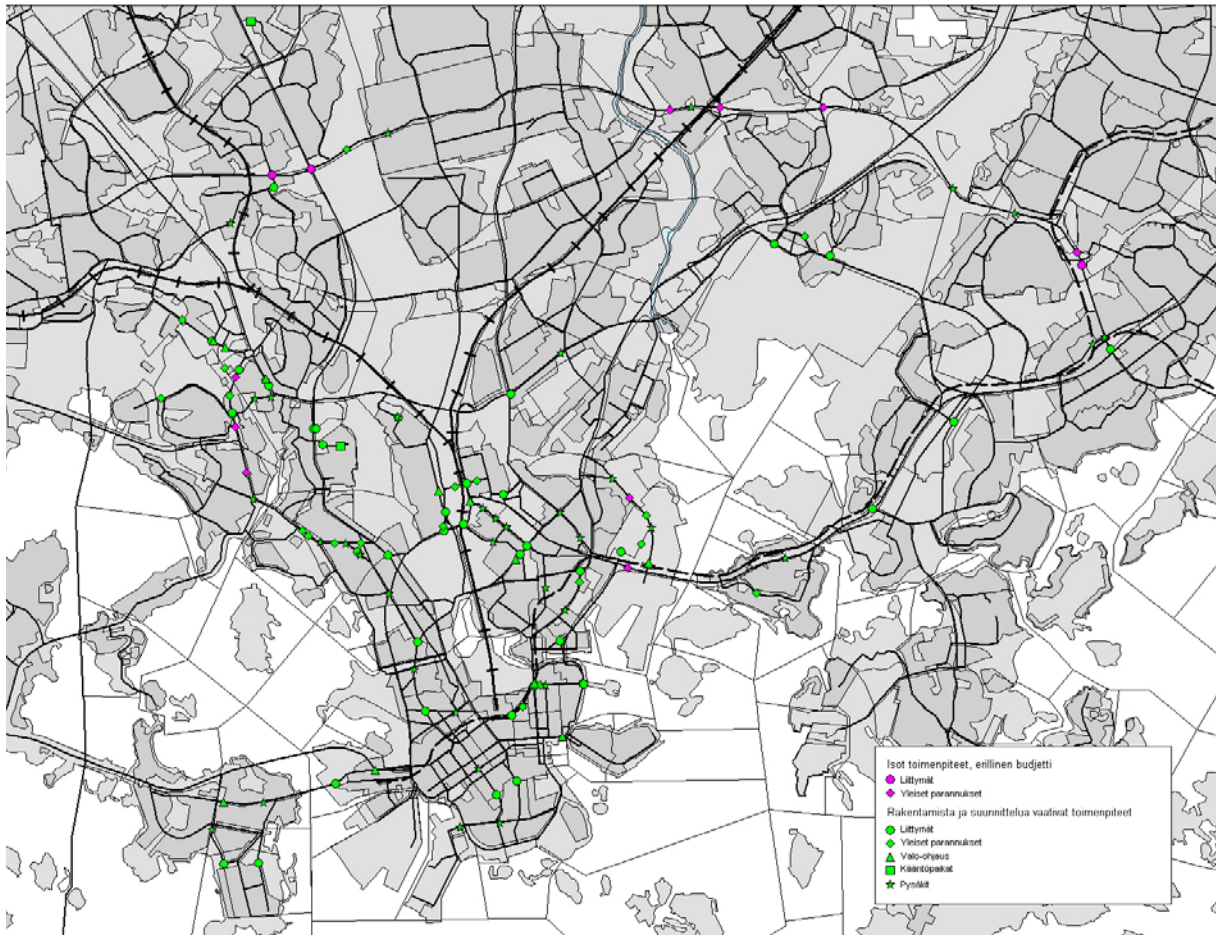 Isot toimenpiteet, erillinen budjetti
Liittymät
Yleiset parannukset
Rakentamista ja suunnittelua vaativat toimenpiteet
Liittymät
Yleiset parannukset
Valo-ohjaus
Kääntöpaikat
Pysäkit